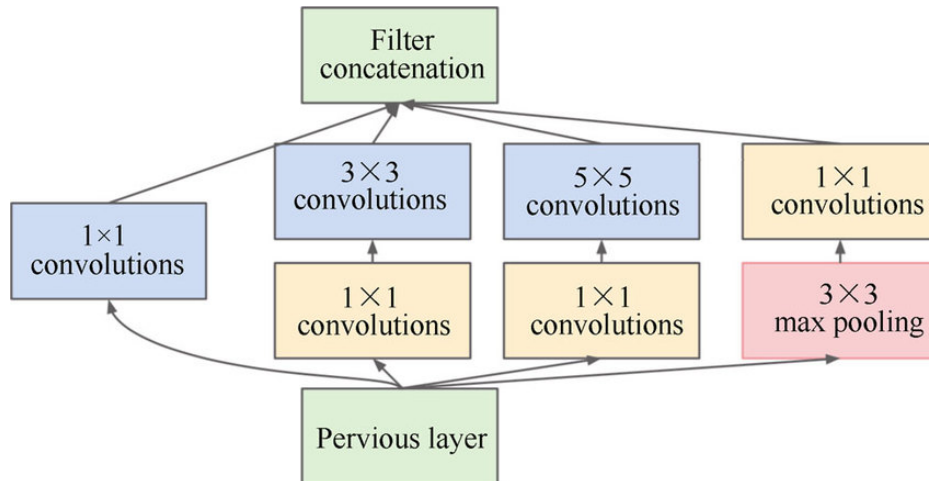 Filter
concatenation
3×3
convolutions
5×5
convolutions
1×1
convolutions
1×1
convolutions
1×1
convolutions
1×1
convolutions
3×3
max pooling
Pervious layer